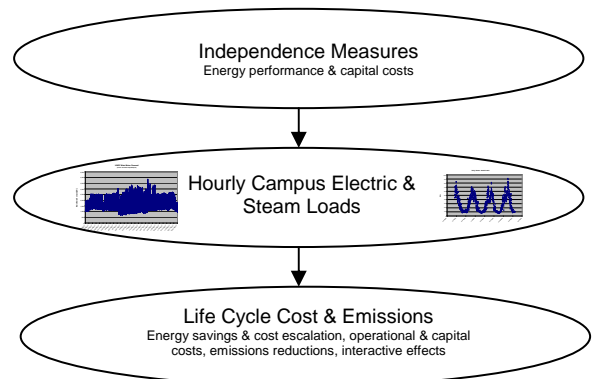 Independence Measures
Energy performance & capital costs
Hourly Campus Electric &
Steam Loads
Life Cycle Cost & Emissions
Energy savings & cost escalation, operational & capital
costs, emissions reductions, interactive effects